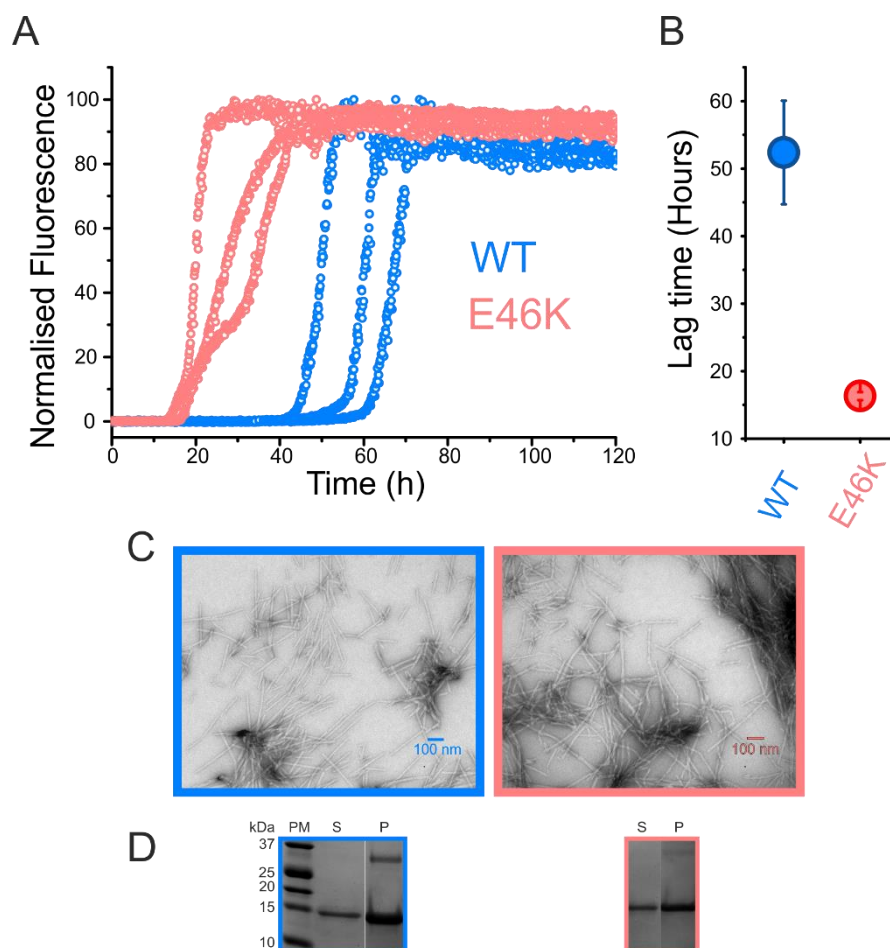 A
B
Normalised Fluorescence
100
80
60
40
20
0
WT
E46K
0 20 40 60 80 100 120
Time (h)
Lag time (Hours)
60
50
40
30
20
10
WT
E46K
C
100 nm
100 nm
D
kDa PM S P
37
25
20
15
10
S P